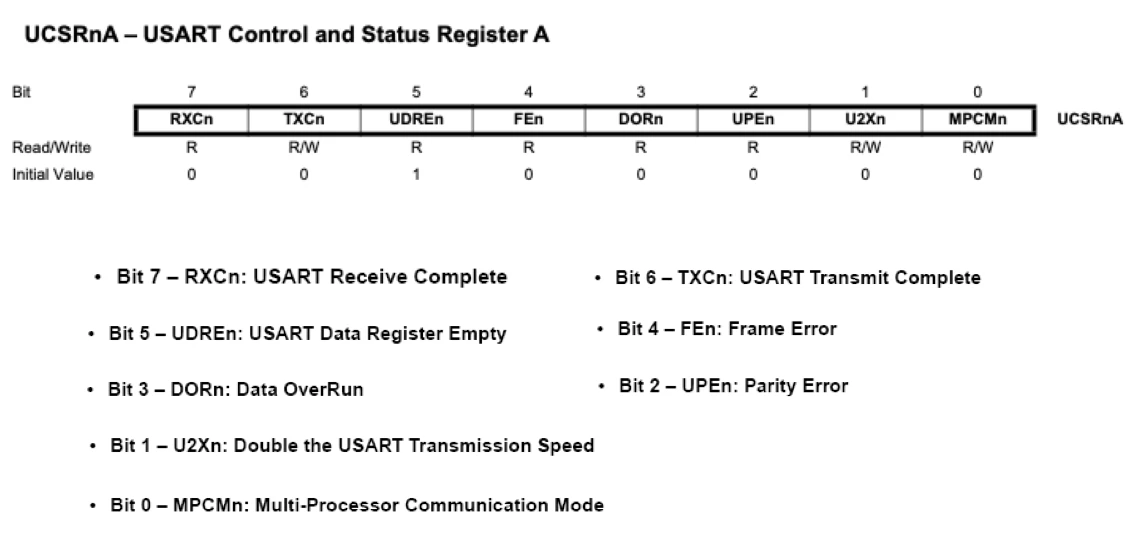 UCSRnA – USART Control and Status Register A
Bit 7 6 5 4 3 2 1 0
RXCn TXCn UDREn FEn DORn UPEn U2Xn MPCMn UCSRnA
Read/Write R R/W R R R R R/W R/W
Initial Value 0 0 1 0 0 0 0 0
• Bit 7 – RXCn: USART Receive Complete
• Bit 6 – TXCn: USART Transmit Complete
• Bit 5 – UDREn: USART Data Register Empty
• Bit 4 – FEn: Frame Error
• Bit 3 – DORn: Data OverRun
• Bit 2 – UPEn: Parity Error
• Bit 1 – U2Xn: Double the USART Transmission Speed
• Bit 0 – MPCMn: Multi-Processor Communication Mode